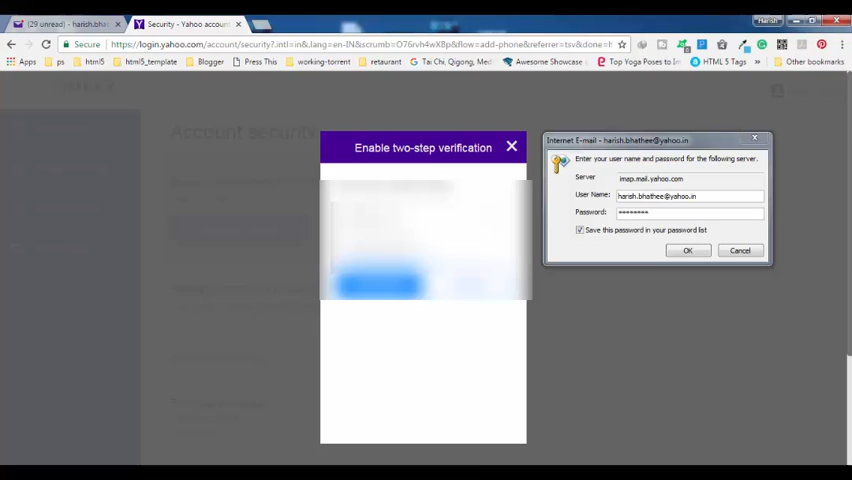 (29 unread) - harish.bhat
Security - Yahoo account
Harish
Secure
https://login.yahoo.com/account/security?.intl=in&.lang=en-IN&scrumb=O76rvh4wXBp&flow=add-phone&referrer=tsv&done=h
Apps
ps
html5
html5_template
Blogger
Press This
working-torrent
retaurant
Tai Chi, Qigong, Me
Awesome Showcase
Top Yoga Poses to I
HTML 5 Tags
»
Other bookmarks
Account security
Enable two-step verification
Internet E-mail - harish.bhathee@yahoo.in
Enter your user name and password for the following server.
Server
imap.mail.yahoo.com
User Name:
harish.bhathee@yahoo.in
Password:
********
Save this password in your password list
OK
Cancel